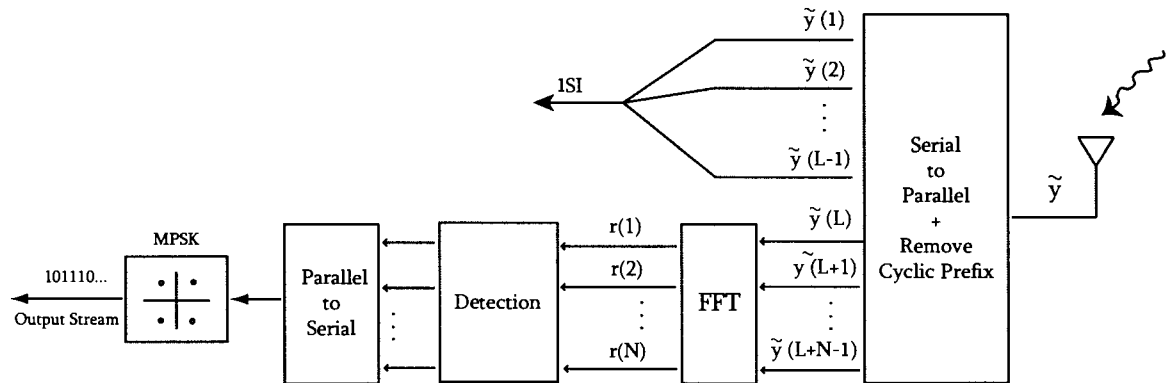 ỹ (1)
1SI
ỹ (2)
ỹ (L-1)
Serial
to
Parallel
+
Remove
Cyclic Prefix
ỹ
ỹ (L)
ỹ (L+1)
ỹ (L+N-1)
FFT
r(1)
r(2)
r(N)
Detection
Parallel
to
Serial
MPSK
101110...
Output Stream